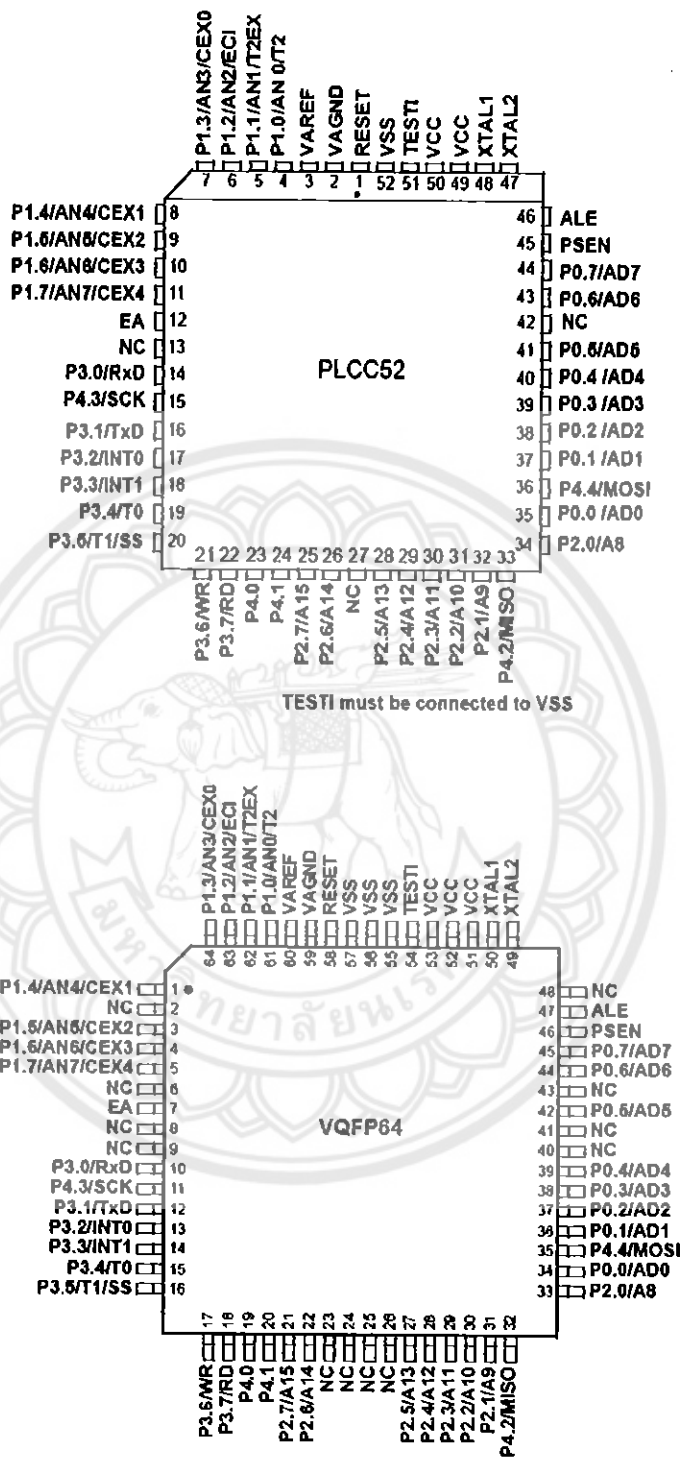 P1.3/AN3/CEX0
P1.2/AN2/ECI
P1.1/AN1/T2EX
P1.0/AN 0/T2
VAREF
VAGND
RESET
VSS
TESTI
VCC
VCC
XTAL1
XTAL2
7 6 5 4 3 2 1 52 51 50 49 48 47
P1.4/AN4/CEX1 8
P1.5/AN5/CEX2 9
P1.6/AN6/CEX3 10
P1.7/AN7/CEX4 11
EA 12
NC 13
P3.0/RxD 14
P4.3/SCK 15
P3.1/TxD 16
P3.2/INT0 17
P3.3/INT1 18
P3.4/T0 19
P3.5/T1/SS 20
PLCC52
46 ALE
45 PSEN
44 P0.7/AD7
43 P0.6/AD6
42 NC
41 P0.5/AD5
40 P0.4 /AD4
39 P0.3 /AD3
38 P0.2 /AD2
37 P0.1 /AD1
36 P4.4/MOSI
35 P0.0 /AD0
34 P2.0/A8
21 22 23 24 25 26 27 28 29 30 31 32 33
P3.6/WR
P3.7/RD
P4.0
P4.1
P2.7/A15
P2.6/A14
NC
P2.5/A13
P2.4/A12
P2.3/A11
P2.2/A10
P2.1/A9
P4.2/MISO
TESTI must be connected to VSS
P1.3/AN3/CEX0
P1.2/AN2/ECI
P1.1/AN1/T2EX
P1.0/AN0/T2
VAREF
VAGND
RESET
VSS
VSS
VSS
TESTI
VCC
VCC
VCC
XTAL1
XTAL2
64 63 62 61 60 59 58 57 56 55 54 53 52 51 50 49
P1.4/AN4/CEX1 1
NC 2
P1.5/AN5/CEX2 3
P1.6/AN6/CEX3 4
P1.7/AN7/CEX4 5
NC 6
EA 7
NC 8
NC 9
P3.0/RxD 10
P4.3/SCK 11
P3.1/TxD 12
P3.2/INT0 13
P3.3/INT1 14
P3.4/T0 15
P3.5/T1/SS 16
VQFP64
48 NC
47 ALE
46 PSEN
45 P0.7/AD7
44 P0.6/AD6
43 NC
42 P0.5/AD5
41 NC
40 NC
39 P0.4/AD4
38 P0.3/AD3
37 P0.2/AD2
36 P0.1/AD1
35 P4.4/MOSI
34 P0.0/AD0
33 P2.0/A8
17 18 19 20 21 22 23 24 25 26 27 28 29 30 31 32
P3.6/WR
P3.7/RD
P4.0
P4.1
P2.7/A15
P2.6/A14
NC
NC
NC
NC
P2.5/A13
P2.4/A12
P2.3/A11
P2.2/A10
P2.1/A9
P4.2/MISO